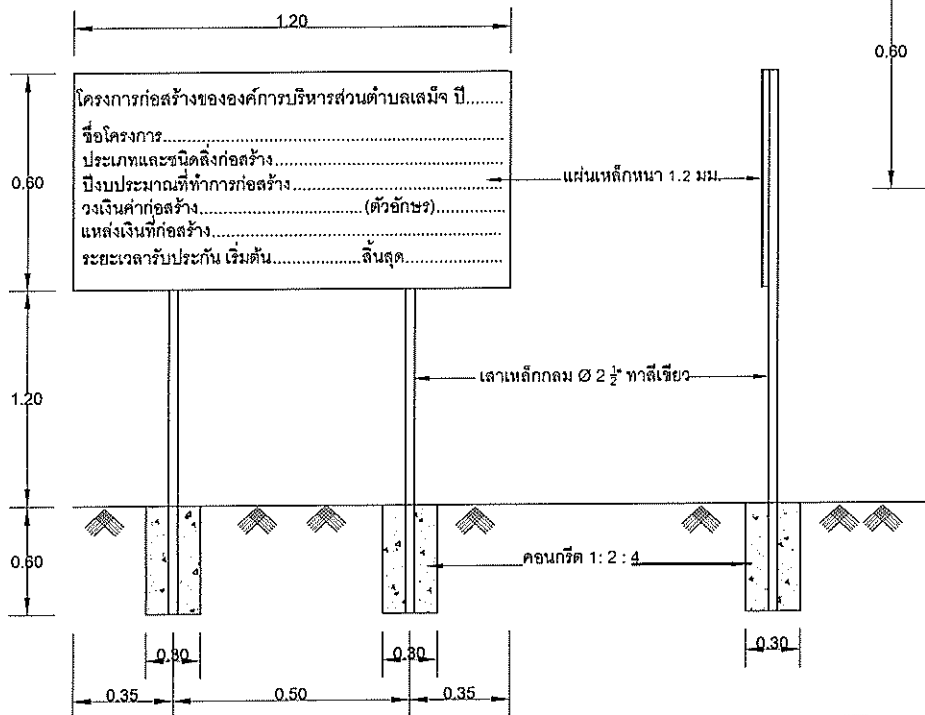 1.20
0.60
โครงการก่อสร้างขององค์การบริหารส่วนตำบลเสม็จ ปี........
ชื่อโครงการ................................................................................
ประเภทและชนิดสิ่งก่อสร้าง.....................................................
ปีงบประมาณที่ทำการก่อสร้าง.................................................
วงเงินค่าก่อสร้าง......................................(ตัวอักษร)...............
แหล่งเงินที่ก่อสร้าง...................................................................
ระยะเวลารับประกัน เริ่มต้น....................สิ้นสุด......................
0.60
แผ่นเหล็กหนา 1.2 มม.
เสาเหล็กกลม Ø 2 ½" ทาสีเขียว
1.20
0.60
คอนกรีต 1: 2 : 4
0.30
0.30
0.30
0.35
0.50
0.35